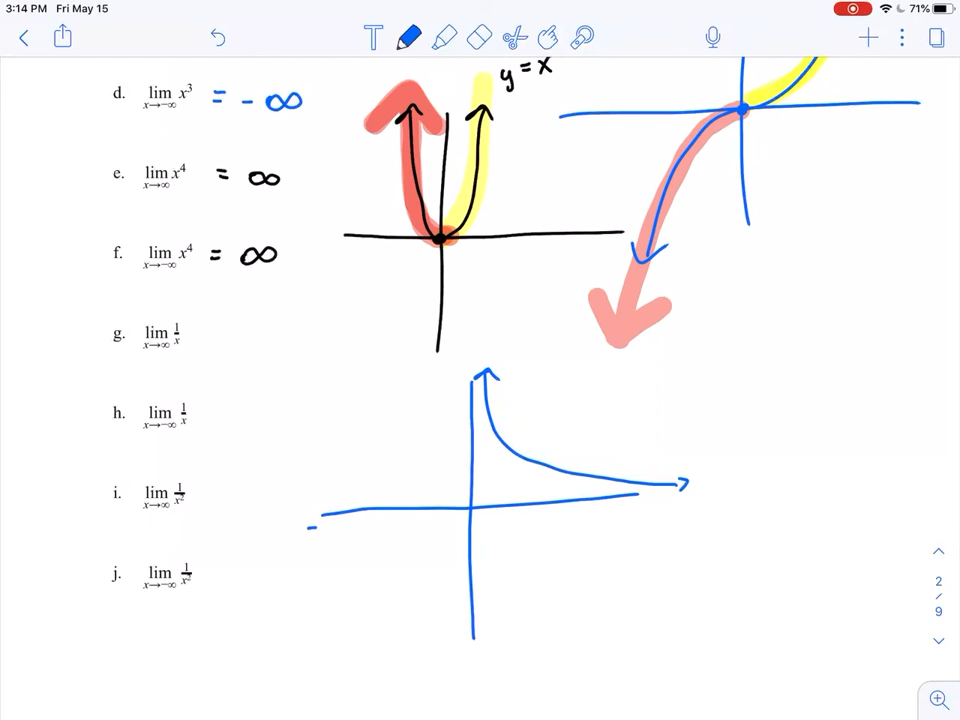 3:14 PM Fri May 15
71%
d. lim x→−∞ x³ = - ∞
y = x
e. lim x→∞ x⁴ = ∞
f. lim x→−∞ x⁴ = ∞
g. lim x→∞ 1/x
h. lim x→−∞ 1/x
i. lim x→∞ 1/x²
j. lim x→−∞ 1/x²
2
/
9